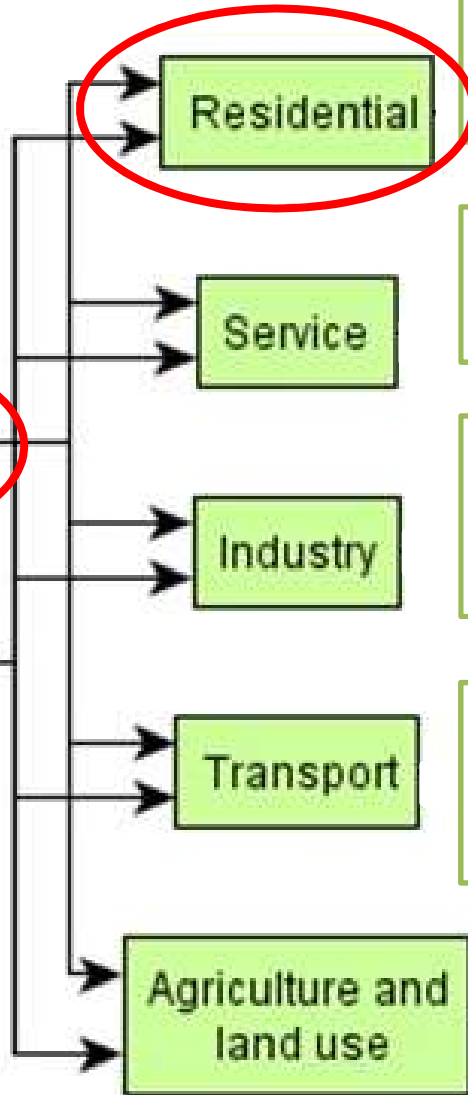 Residential
Service
Industry
Transport
Agriculture and
land use